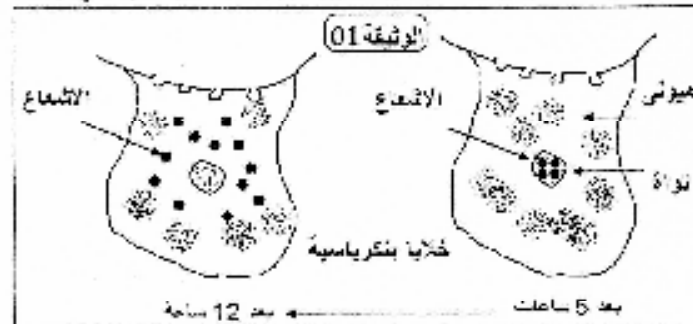 الوثيقة 01
الاشعاع
الاشعاع
هيولى
نواة
خلايا بنكرياسية
بعد 5 ساعات
بعد 12 ساعة